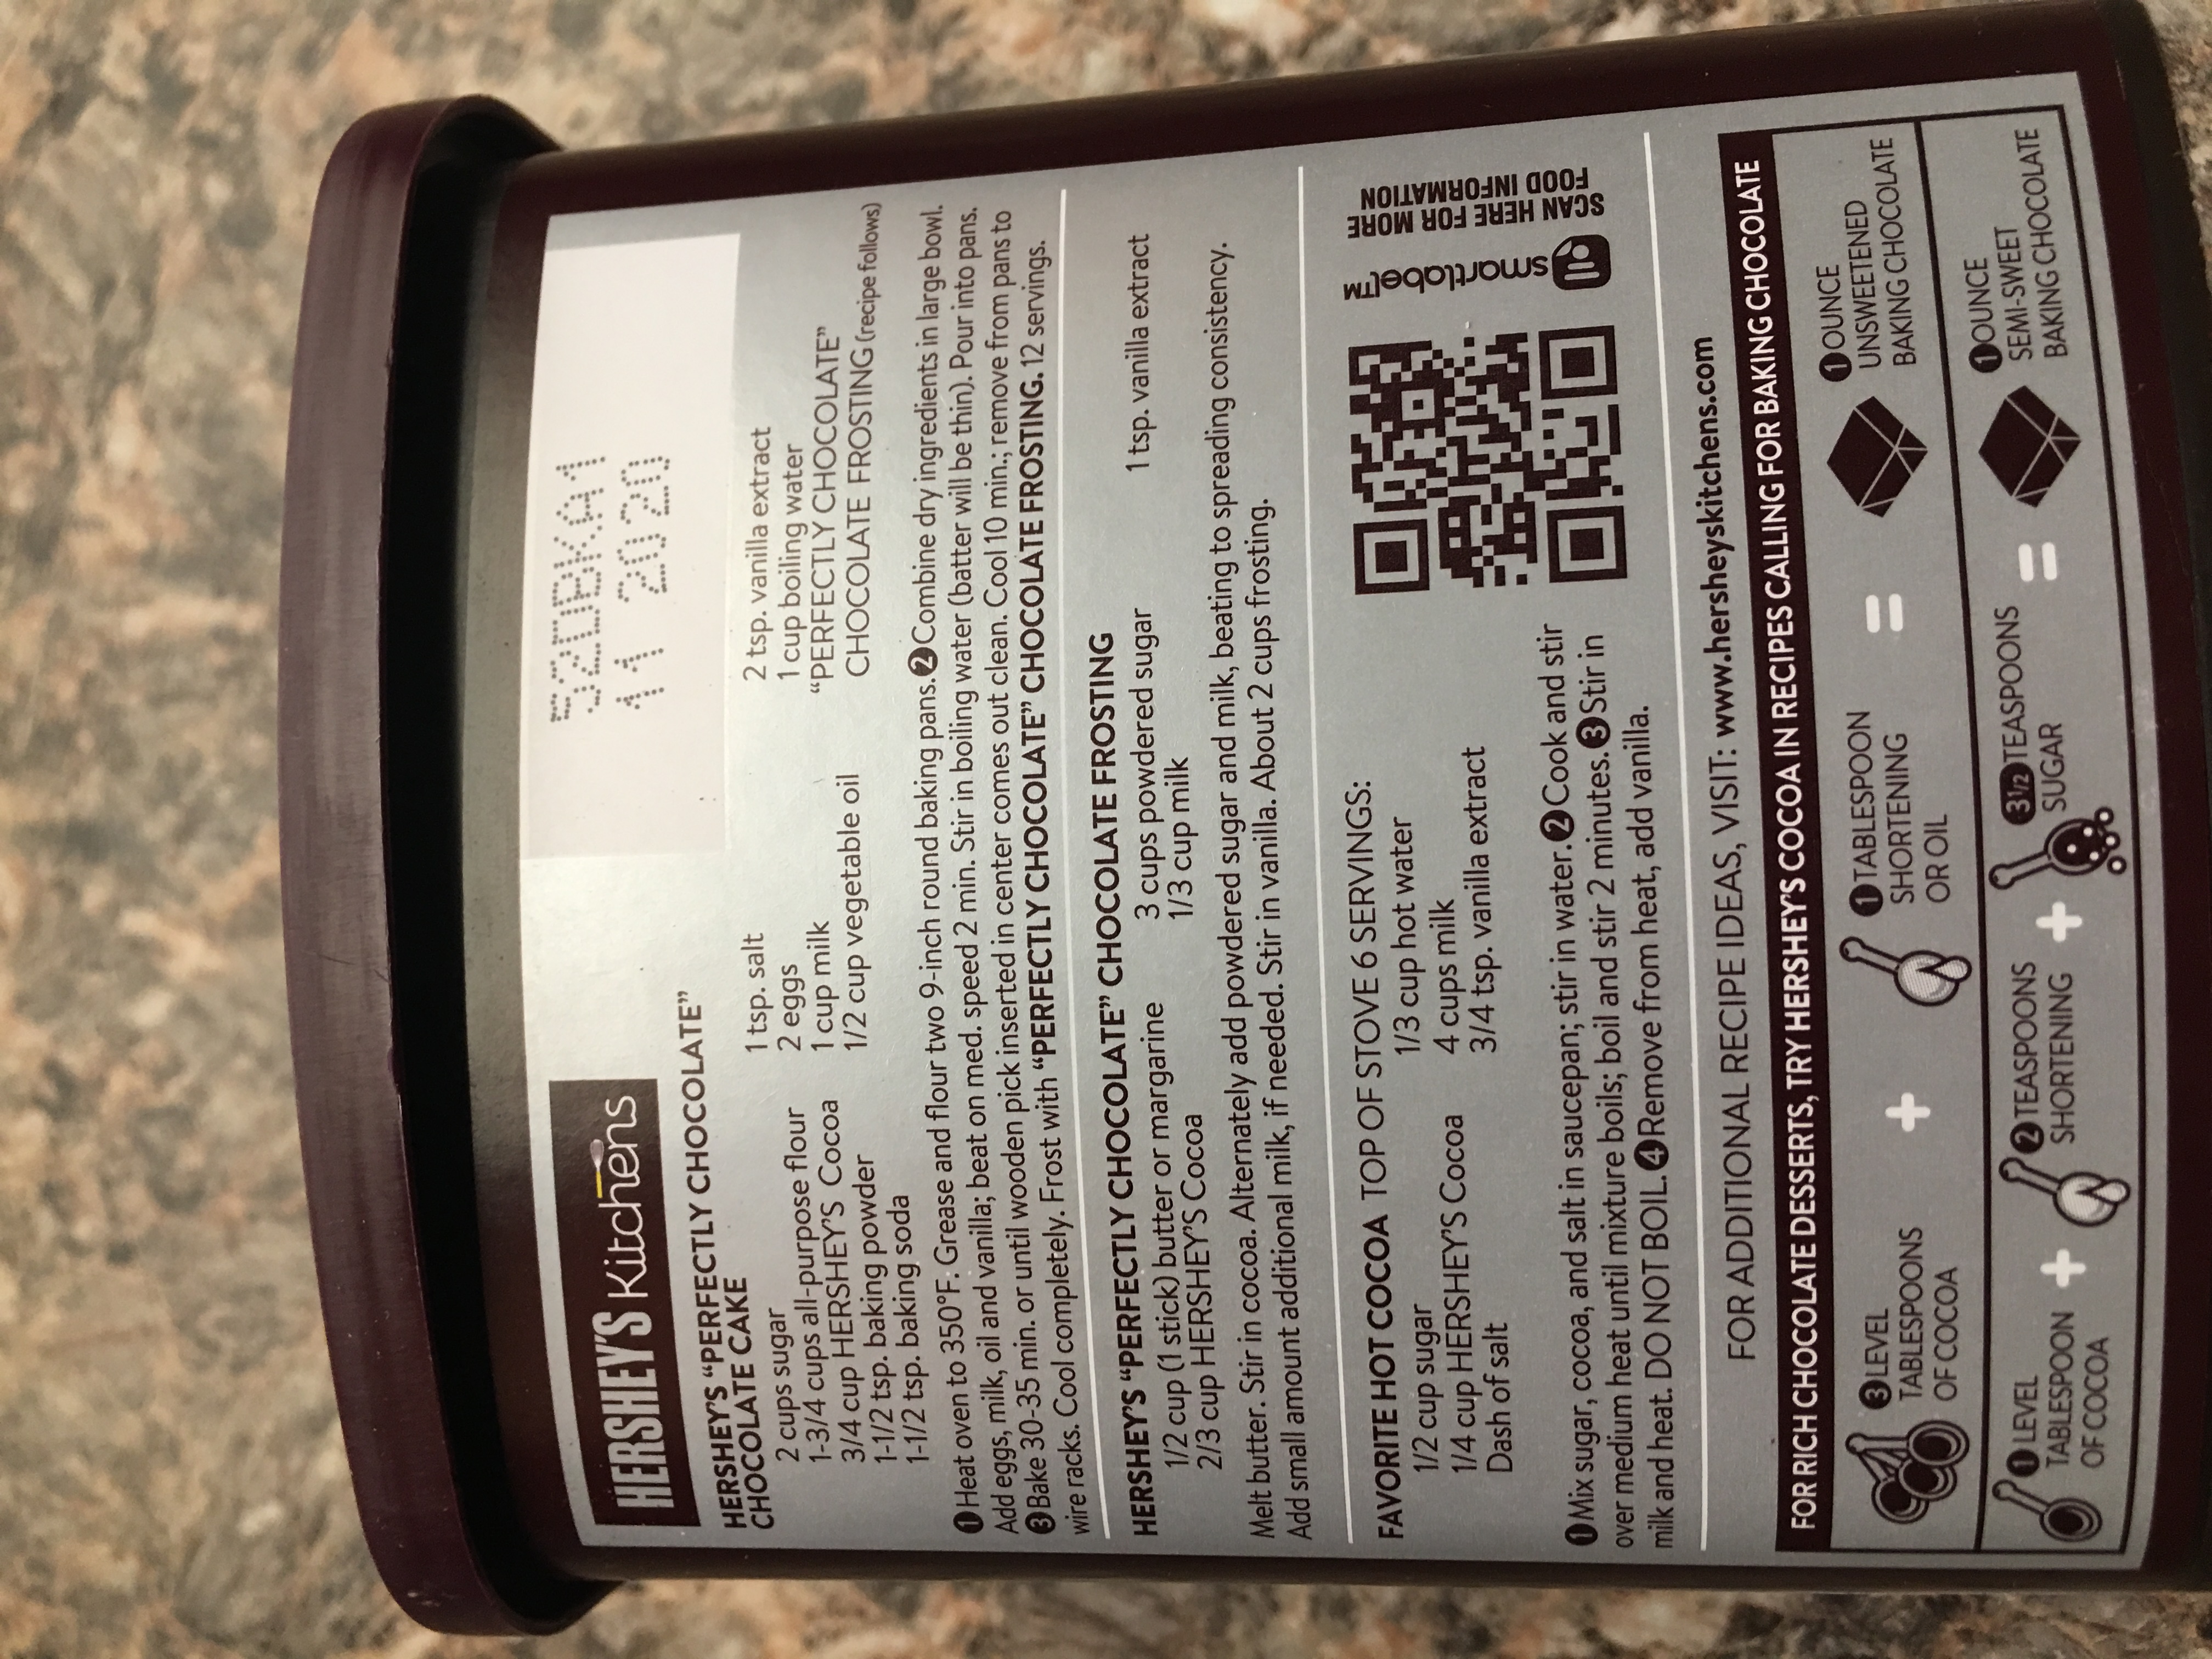 HERSHEY'S Kitchens
11 2020
HERSHEY'S "PERFECTLY CHOCOLATE"
CHOCOLATE CAKE
2 cups sugar
1-3/4 cups all-purpose flour
3/4 cup HERSHEY'S Cocoa
1-1/2 tsp. baking powder
1-1/2 tsp. baking soda
1 tsp. salt
2 eggs
1 cup milk
1/2 cup vegetable oil
2 tsp. vanilla extract
1 cup boiling water
"PERFECTLY CHOCOLATE"
CHOCOLATE FROSTING (recipe follows)
1 Heat oven to 350°F. Grease and flour two 9-inch round baking pans. 2 Combine dry ingredients in large bowl.
Add eggs, milk, oil and vanilla; beat on med. speed 2 min. Stir in boiling water (batter will be thin). Pour into pans.
3 Bake 30-35 min. or until wooden pick inserted in center comes out clean. Cool 10 min.; remove from pans to
wire racks. Cool completely. Frost with "PERFECTLY CHOCOLATE" CHOCOLATE FROSTING. 12 servings.
HERSHEY'S "PERFECTLY CHOCOLATE" CHOCOLATE FROSTING
1/2 cup (1 stick) butter or margarine
2/3 cup HERSHEY'S Cocoa
3 cups powdered sugar
1/3 cup milk
1 tsp. vanilla extract
Melt butter. Stir in cocoa. Alternately add powdered sugar and milk, beating to spreading consistency.
Add small amount additional milk, if needed. Stir in vanilla. About 2 cups frosting.
FAVORITE HOT COCOA TOP OF STOVE 6 SERVINGS:
1/2 cup sugar
1/4 cup HERSHEY'S Cocoa
Dash of salt
1/3 cup hot water
4 cups milk
3/4 tsp. vanilla extract
1 Mix sugar, cocoa, and salt in saucepan; stir in water. 2 Cook and stir
over medium heat until mixture boils; boil and stir 2 minutes. 3 Stir in
milk and heat. DO NOT BOIL. 4 Remove from heat, add vanilla.
smartlabel™
SCAN HERE FOR MORE
FOOD INFORMATION
FOR ADDITIONAL RECIPE IDEAS, VISIT: www.hersheyskitchens.com
FOR RICH CHOCOLATE DESSERTS, TRY HERSHEY'S COCOA IN RECIPES CALLING FOR BAKING CHOCOLATE
3 LEVEL
TABLESPOONS
OF COCOA
+
1 TABLESPOON
SHORTENING
OR OIL
=
1 OUNCE
UNSWEETENED
BAKING CHOCOLATE
1 LEVEL
TABLESPOON
OF COCOA
+
2 TEASPOONS
SHORTENING
+
3 1/2 TEASPOONS
SUGAR
=
1 OUNCE
SEMI-SWEET
BAKING CHOCOLATE